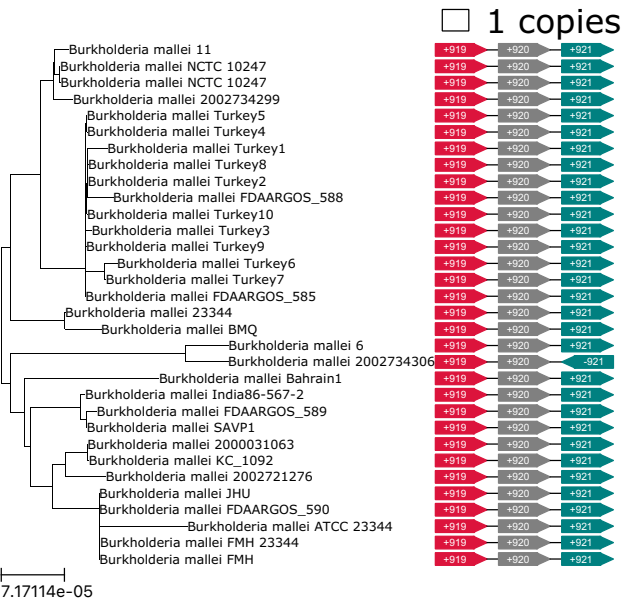 1 copies
Burkholderia mallei 11 +919 +920 +921
Burkholderia mallei NCTC 10247 +919 +920 +921
Burkholderia mallei NCTC 10247 +919 +920 +921
Burkholderia mallei 2002734299 +919 +920 +921
Burkholderia mallei Turkey5 +919 +920 +921
Burkholderia mallei Turkey4 +919 +920 +921
Burkholderia mallei Turkey1 +919 +920 +921
Burkholderia mallei Turkey8 +919 +920 +921
Burkholderia mallei Turkey2 +919 +920 +921
Burkholderia mallei FDAARGOS_588 +919 +920 +921
Burkholderia mallei Turkey10 +919 +920 +921
Burkholderia mallei Turkey3 +919 +920 +921
Burkholderia mallei Turkey9 +919 +920 +921
Burkholderia mallei Turkey6 +919 +920 +921
Burkholderia mallei Turkey7 +919 +920 +921
Burkholderia mallei FDAARGOS_585 +919 +920 +921
Burkholderia mallei 23344 +919 +920 +921
Burkholderia mallei BMQ +919 +920 +921
Burkholderia mallei 6 +919 +920 +921
Burkholderia mallei 2002734306 +919 +920 -921
Burkholderia mallei Bahrain1 +919 +920 +921
Burkholderia mallei India86-567-2 +919 +920 +921
Burkholderia mallei FDAARGOS_589 +919 +920 +921
Burkholderia mallei SAVP1 +919 +920 +921
Burkholderia mallei 2000031063 +919 +920 +921
Burkholderia mallei KC_1092 +919 +920 +921
Burkholderia mallei 2002721276 +919 +920 +921
Burkholderia mallei JHU +919 +920 +921
Burkholderia mallei FDAARGOS_590 +919 +920 +921
Burkholderia mallei ATCC 23344 +919 +920 +921
Burkholderia mallei FMH 23344 +919 +920 +921
Burkholderia mallei FMH +919 +920 +921
7.17114e-05